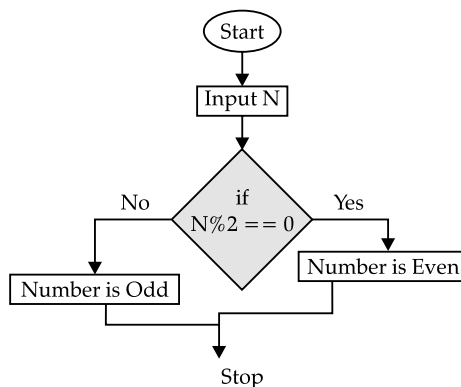 Start
Input N
if
N%2 == 0
No
Yes
Number is Odd
Number is Even
Stop